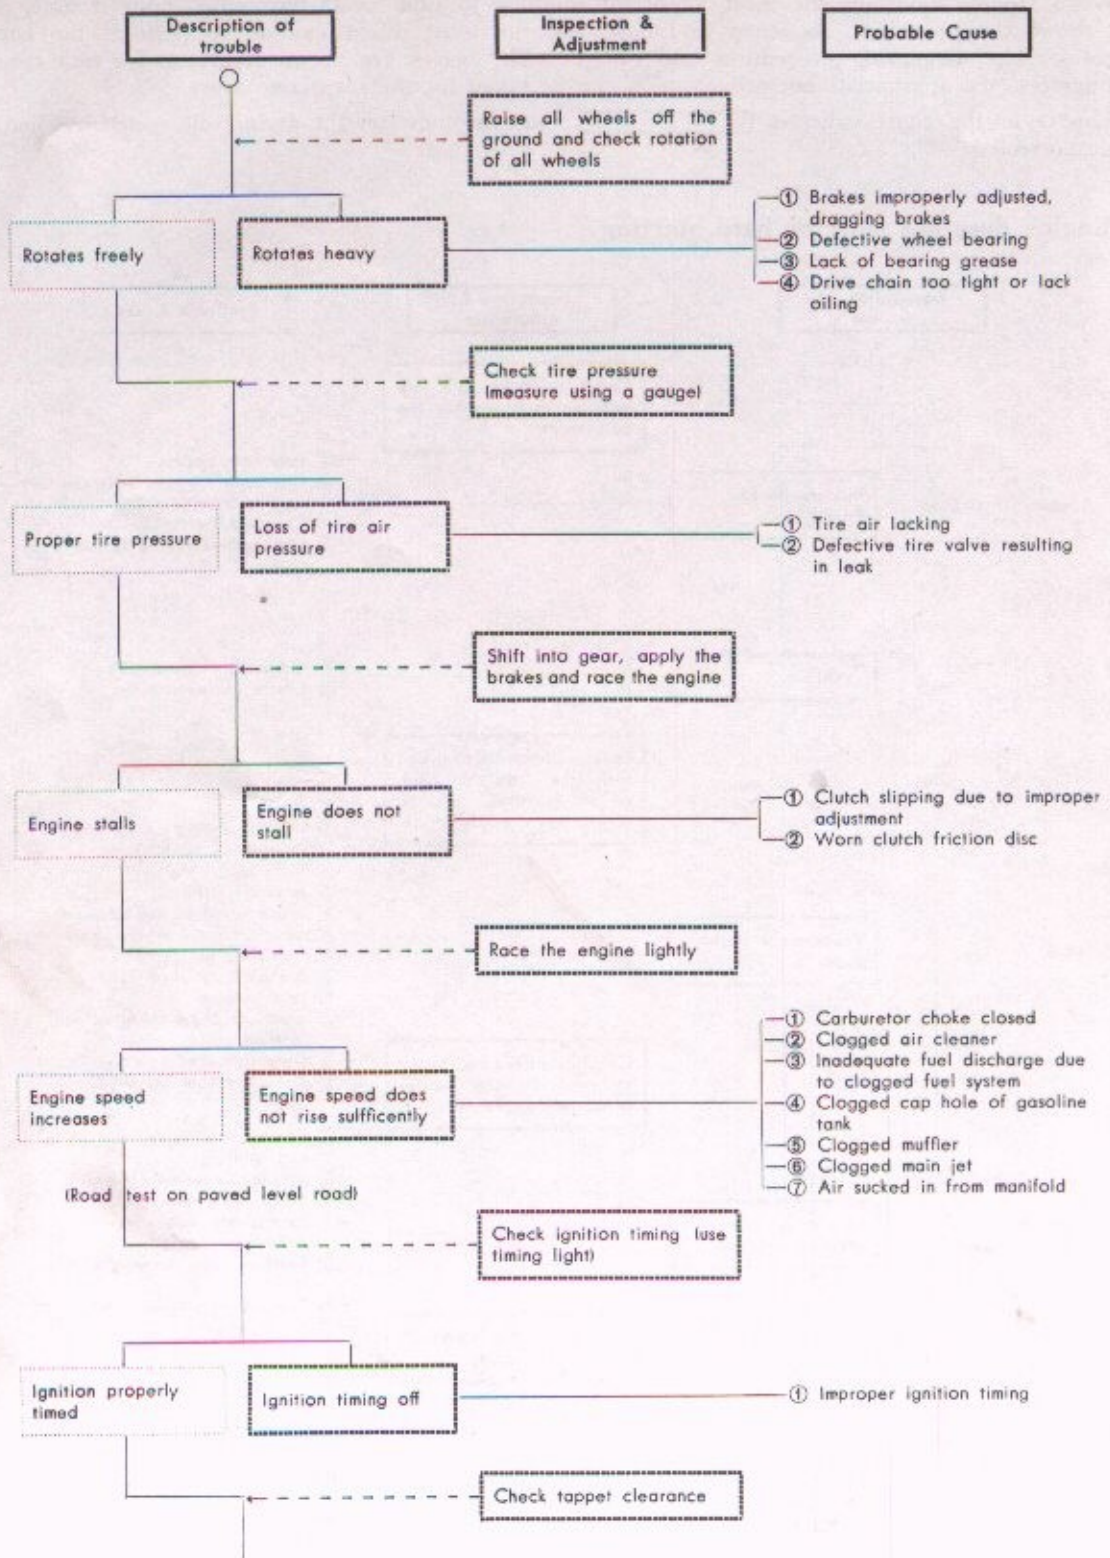 Description of
trouble
Inspection &
Adjustment
Probable Cause
Raise all wheels off the
ground and check rotation
of all wheels
Rotates freely
Rotates heavy
① Brakes improperly adjusted,
dragging brakes
② Defective wheel bearing
③ Lack of bearing grease
④ Drive chain too tight or lack
oiling
Check tire pressure
(measure using a gauge)
Proper tire pressure
Loss of tire air
pressure
① Tire air lacking
② Defective tire valve resulting
in leak
Shift into gear, apply the
brakes and race the engine
Engine stalls
Engine does not
stall
① Clutch slipping due to improper
adjustment
② Worn clutch friction disc
Race the engine lightly
Engine speed
increases
Engine speed does
not rise sulfficently
① Carburetor choke closed
② Clogged air cleaner
③ Inadequate fuel discharge due
to clogged fuel system
④ Clogged cap hole of gasoline
tank
⑤ Clogged muffler
⑥ Clogged main jet
⑦ Air sucked in from manifold
(Road test on paved level road)
Check ignition timing (use
timing light)
Ignition properly
timed
Ignition timing off
① Improper ignition timing
Check tappet clearance